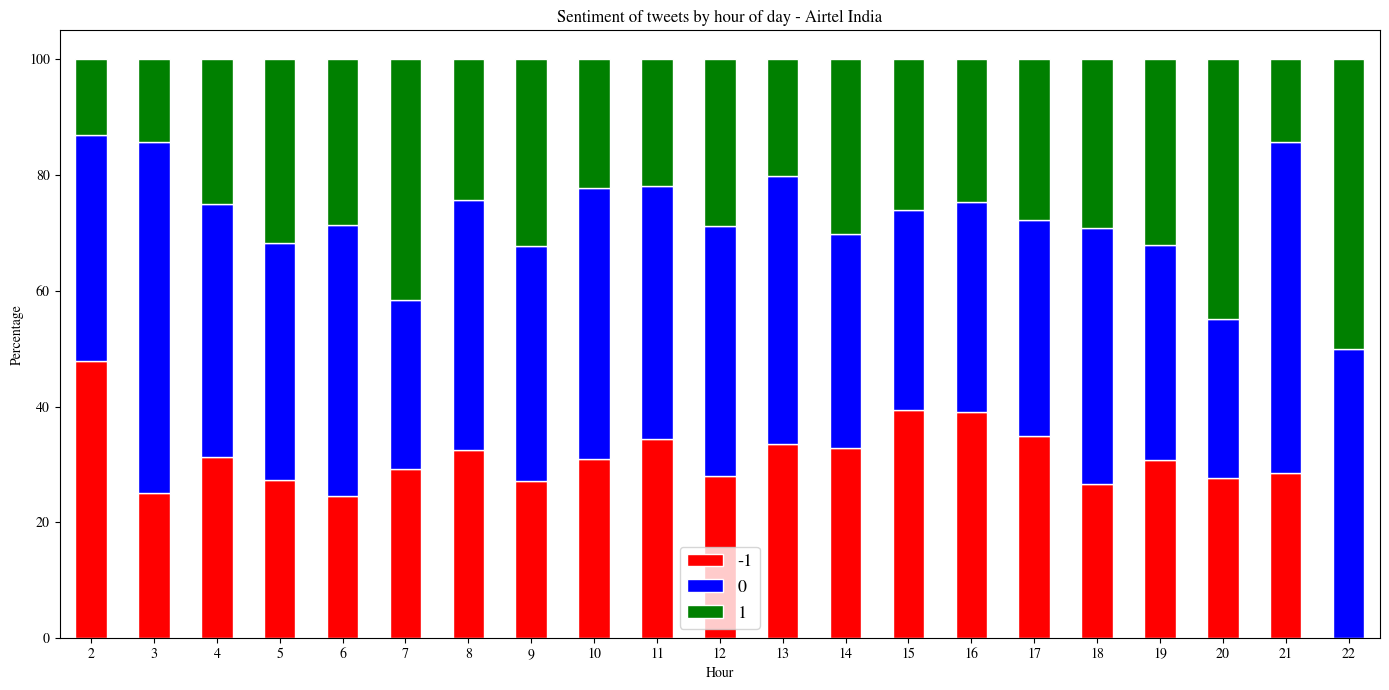 Sentiment of tweets by hour of day - Airtel India
100
80
60
40
20
0
Percentage
-1
0
1
2 3 4 5 6 7 8 9 10 11 12 13 14 15 16 17 18 19 20 21 22
Hour